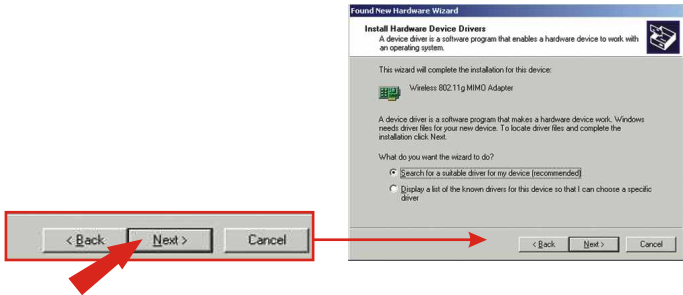 Found New Hardware Wizard
Install Hardware Device Drivers
A device driver is a software program that enables a hardware device to work with
an operating system.
This wizard will complete the installation for this device:
Wireless 802.11g MIMO Adapter
A device driver is a software program that makes a hardware device work. Windows
needs driver files for your new device. To locate driver files and complete the
installation click Next.
What do you want the wizard to do?
Search for a suitable driver for my device (recommended)
Display a list of the known drivers for this device so that I can choose a specific
driver
< Back Next > Cancel
< Back Next > Cancel